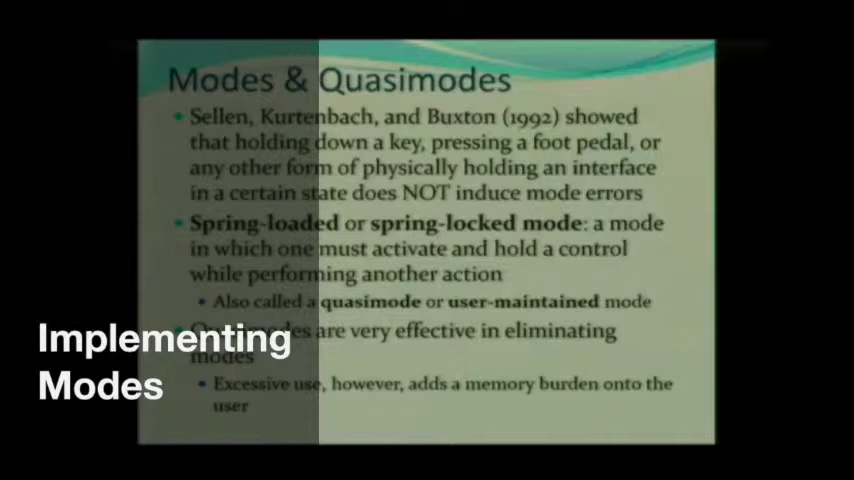 Modes & Quasimodes
• Sellen, Kurtenbach, and Buxton (1992) showed
that holding down a key, pressing a foot pedal, or
any other form of physically holding an interface
in a certain state does NOT induce mode errors
• Spring-loaded or spring-locked mode: a mode
in which one must activate and hold a control
while performing another action
• Also called a quasimode or user-maintained mode
• Quasimodes are very effective in eliminating
modes
• Excessive use, however, adds a memory burden onto the
user
Implementing
Modes